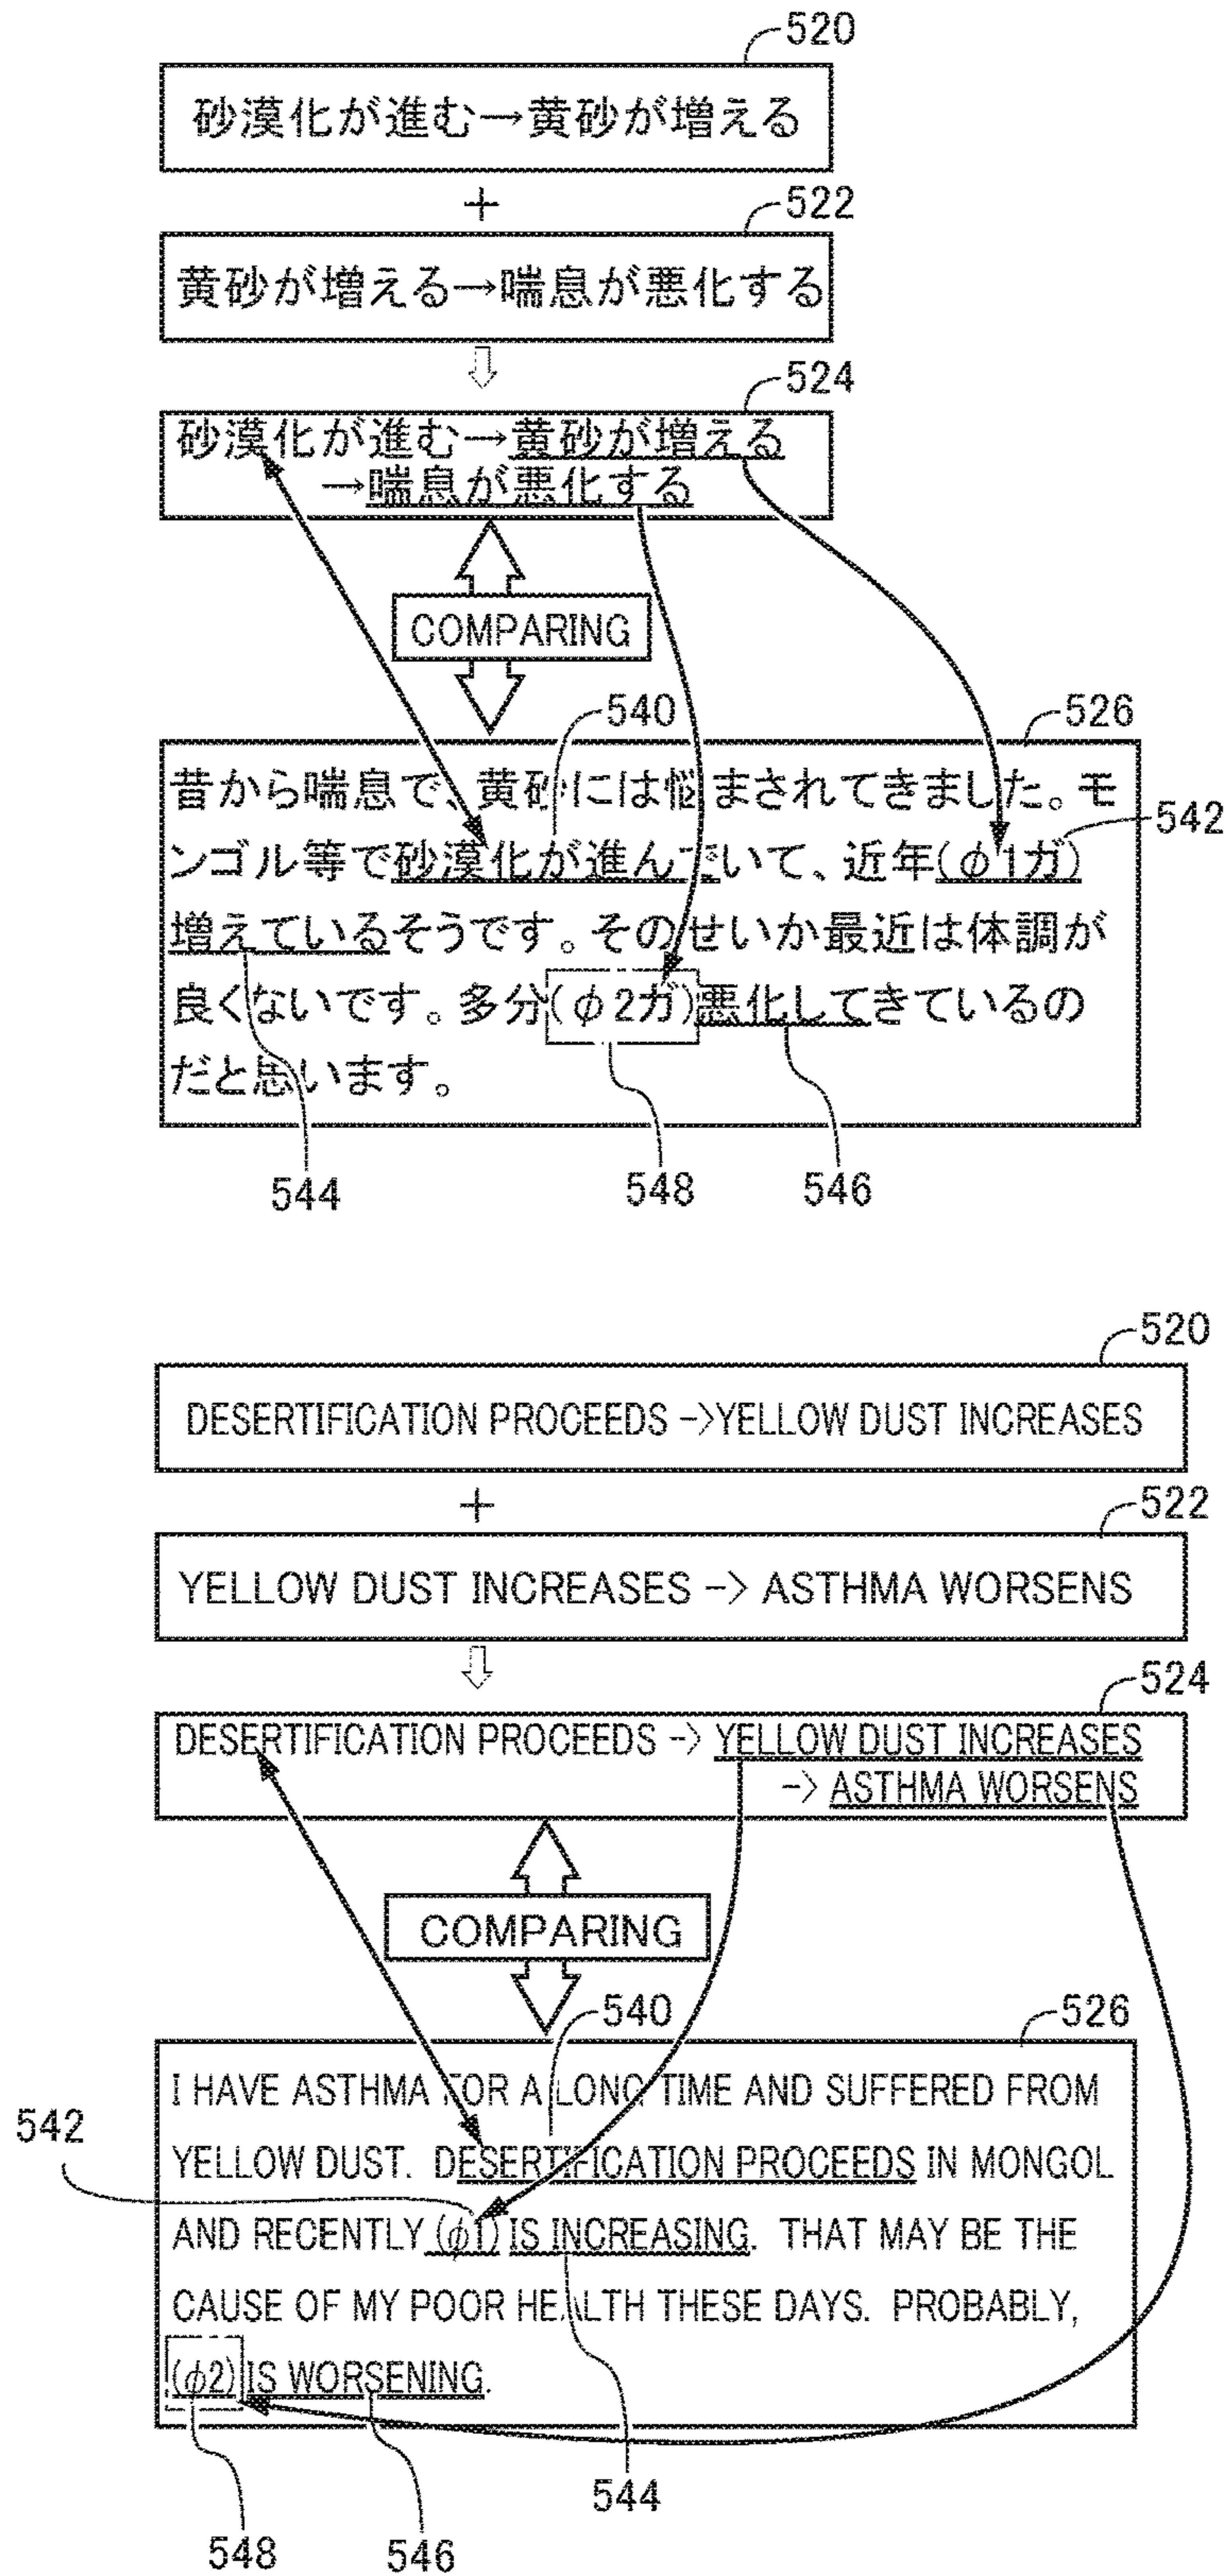 520
砂漠化が進む→黄砂が増える
+
522
黄砂が増える→喘息が悪化する
524
砂漠化が進む→黄砂が増える
→喘息が悪化する
COMPARING
540
526
昔から喘息で、黄砂には悩まされてきました。モ
542
ンゴル等で砂漠化が進んでいて、近年(φ1ガ)
増えているそうです。そのせいか最近は体調が
良くないです。多分(φ2ガ)悪化してきているの
だと思います。
544
548
546
520
DESERTIFICATION PROCEEDS ->YELLOW DUST INCREASES
+
522
YELLOW DUST INCREASES -> ASTHMA WORSENS
524
DESERTIFICATION PROCEEDS -> YELLOW DUST INCREASES
-> ASTHMA WORSENS
COMPARING
540
526
I HAVE ASTHMA FOR A LONG TIME AND SUFFERED FROM
542
YELLOW DUST. DESERTIFICATION PROCEEDS IN MONGOL
AND RECENTLY (φ1) IS INCREASING. THAT MAY BE THE
CAUSE OF MY POOR HEALTH THESE DAYS. PROBABLY,
(φ2) IS WORSENING.
544
548
546